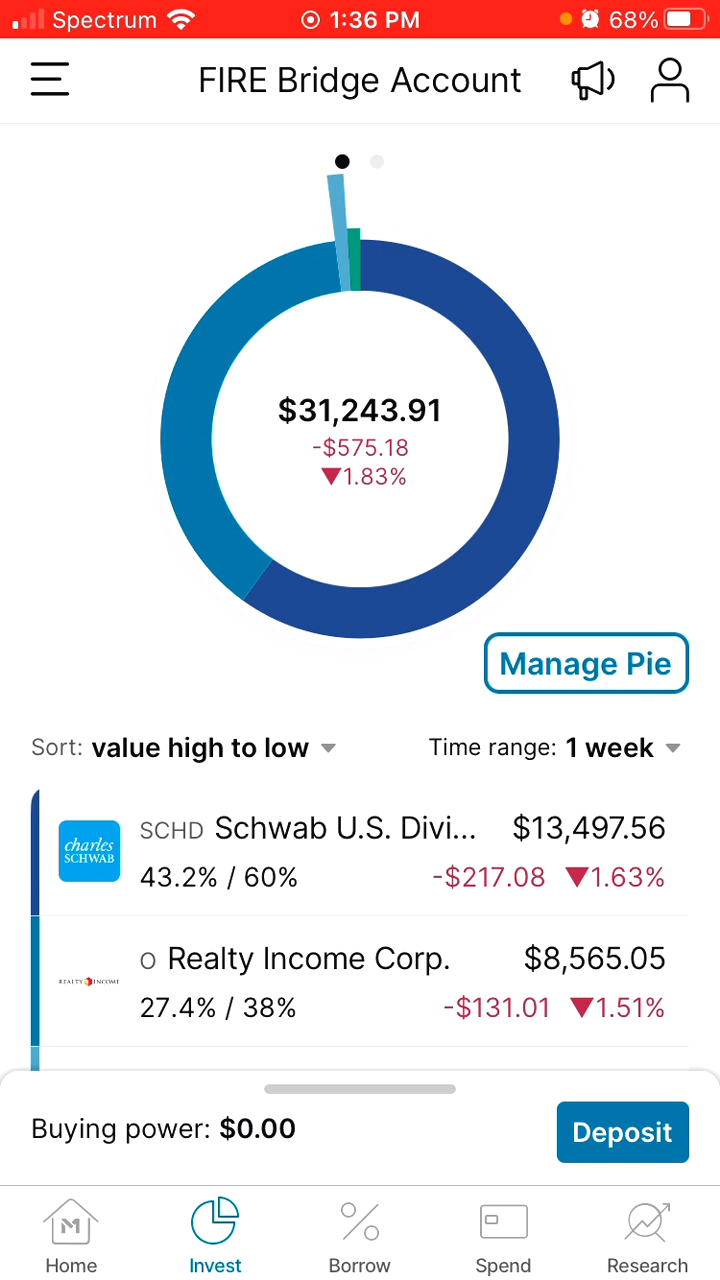 Spectrum 1:36 PM 68%
FIRE Bridge Account
$31,243.91
-$575.18
▼1.83%
Manage Pie
Sort: value high to low Time range: 1 week
charles
SCHWAB
SCHD Schwab U.S. Divi... $13,497.56
43.2% / 60% -$217.08 ▼1.63%
REALTY INCOME
O Realty Income Corp. $8,565.05
27.4% / 38% -$131.01 ▼1.51%
Buying power: $0.00
Deposit
M
Home Invest Borrow Spend Research